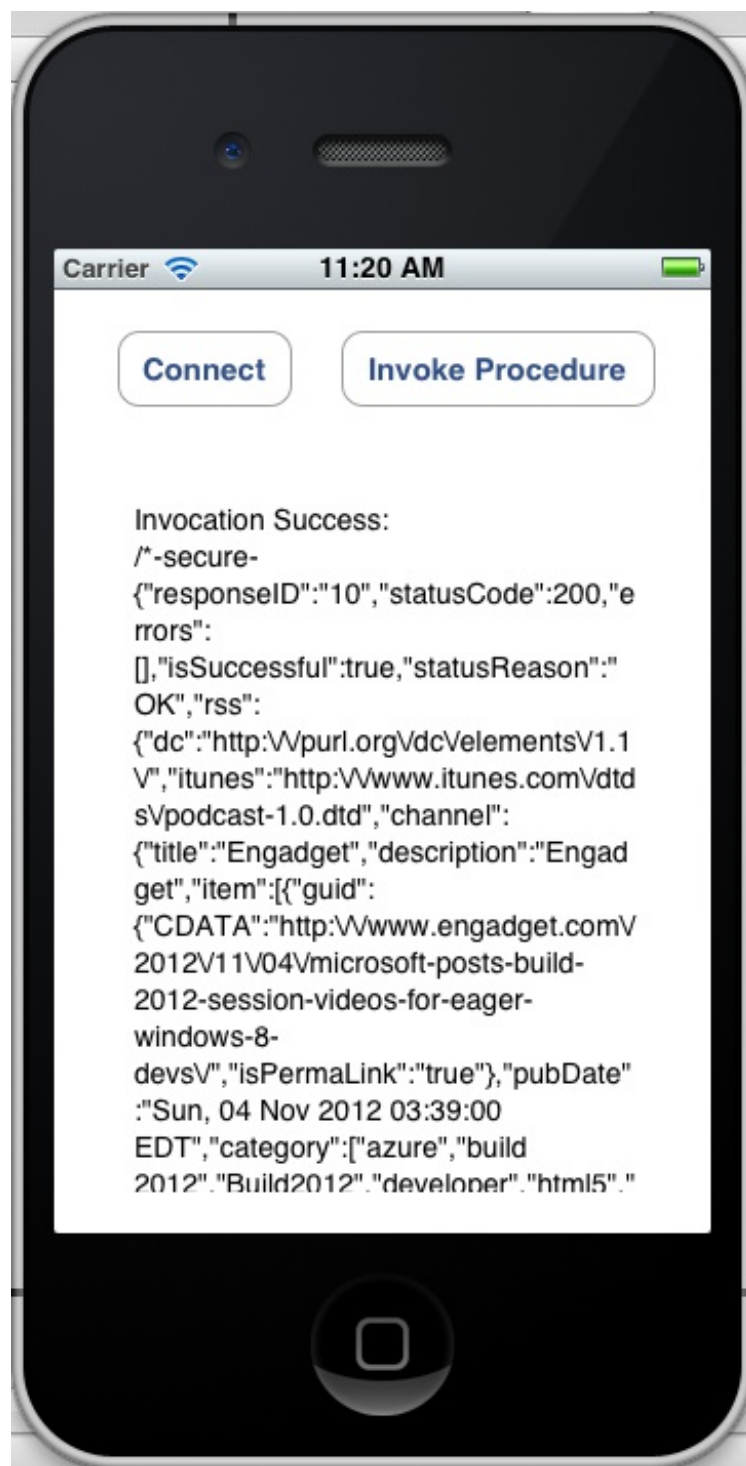 Carrier 11:20 AM
Connect Invoke Procedure
Invocation Success:
/*-secure-
{"responseID":"10","statusCode":200,"e
rrors":
[],"isSuccessful":true,"statusReason":"
OK","rss":
{"dc":"http:\/\/purl.org\/dc\/elements\/1.1
\/","itunes":"http:\/\/www.itunes.com\/dtd
s\/podcast-1.0.dtd","channel":
{"title":"Engadget","description":"Engad
get","item":[{"guid":
{"CDATA":"http:\/\/www.engadget.com\/
2012\/11\/04\/microsoft-posts-build-
2012-session-videos-for-eager-
windows-8-
devs\/","isPermaLink":"true"},"pubDate"
:"Sun, 04 Nov 2012 03:39:00
EDT","category":["azure","build
2012","Build2012","developer","html5","